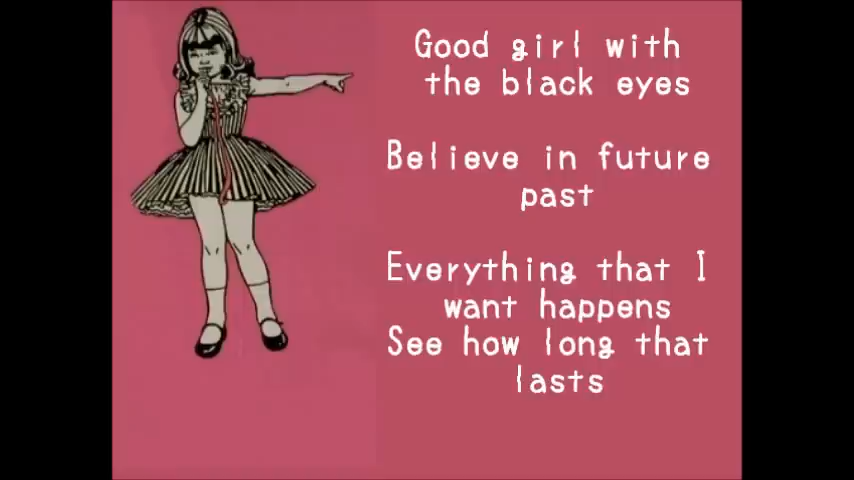 Good girl with
the black eyes
Believe in future
past
Everything that I
want happens
See how long that
lasts